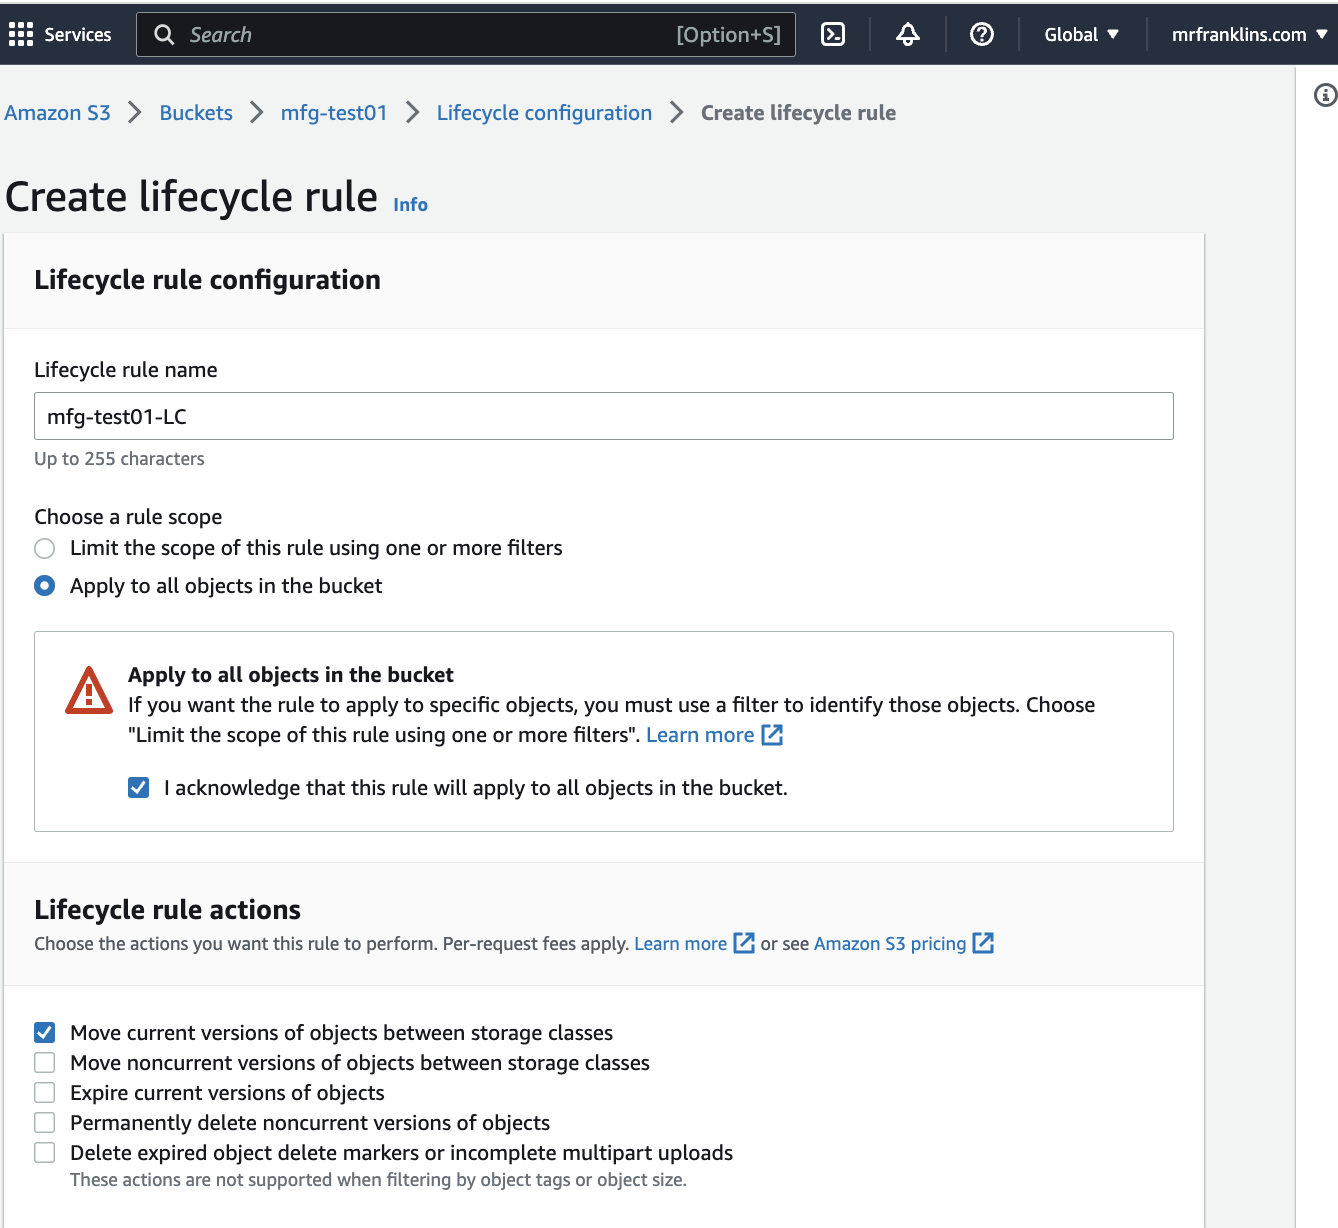 Services Search [Option+S] Global mrfranklins.com
Amazon S3 Buckets mfg-test01 Lifecycle configuration Create lifecycle rule
Create lifecycle rule Info
Lifecycle rule configuration
Lifecycle rule name
mfg-test01-LC
Up to 255 characters
Choose a rule scope
Limit the scope of this rule using one or more filters
Apply to all objects in the bucket
Apply to all objects in the bucket
If you want the rule to apply to specific objects, you must use a filter to identify those objects. Choose
"Limit the scope of this rule using one or more filters". Learn more
I acknowledge that this rule will apply to all objects in the bucket.
Lifecycle rule actions
Choose the actions you want this rule to perform. Per-request fees apply. Learn more or see Amazon S3 pricing
Move current versions of objects between storage classes
Move noncurrent versions of objects between storage classes
Expire current versions of objects
Permanently delete noncurrent versions of objects
Delete expired object delete markers or incomplete multipart uploads
These actions are not supported when filtering by object tags or object size.